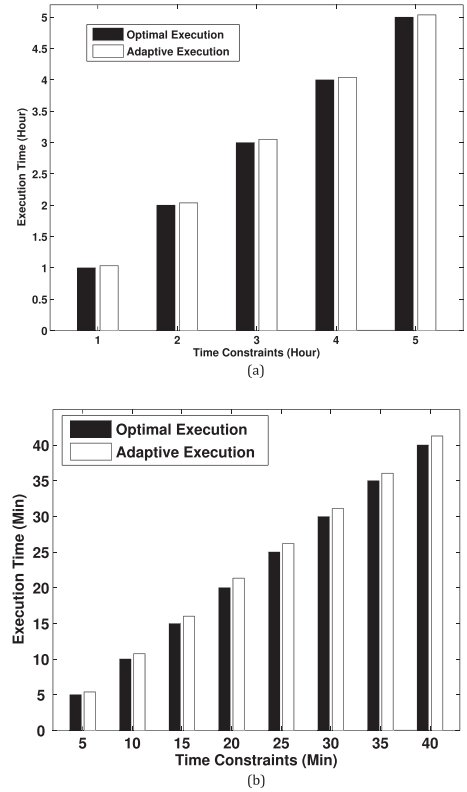 5
4.5
4
3.5
3
2.5
2
1.5
1
0.5
0
Execution Time (Hour)
Optimal Execution
Adaptive Execution
1 2 3 4 5
Time Constraints (Hour)
(a)
40
35
30
25
20
15
10
5
0
Execution Time (Min)
Optimal Execution
Adaptive Execution
5 10 15 20 25 30 35 40
Time Constraints (Min)
(b)